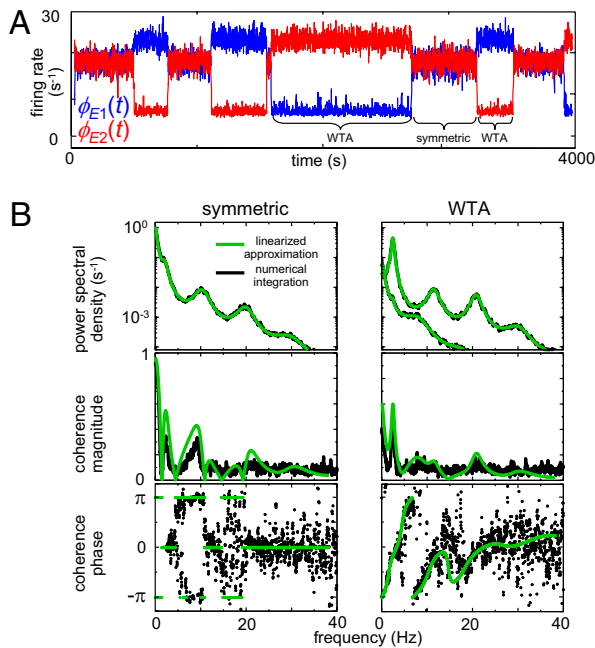 A
30
firing rate
(s⁻¹)
0
ϕE1(t)
ϕE2(t)
WTA
symmetric
WTA
0
time (s)
4000
B
symmetric
WTA
linearized
approximation
numerical
integration
power spectral
density (s⁻¹)
10⁰
10⁻³
coherence
magnitude
1
0
coherence
phase
π
0
-π
0
20
40
0
20
40
frequency (Hz)